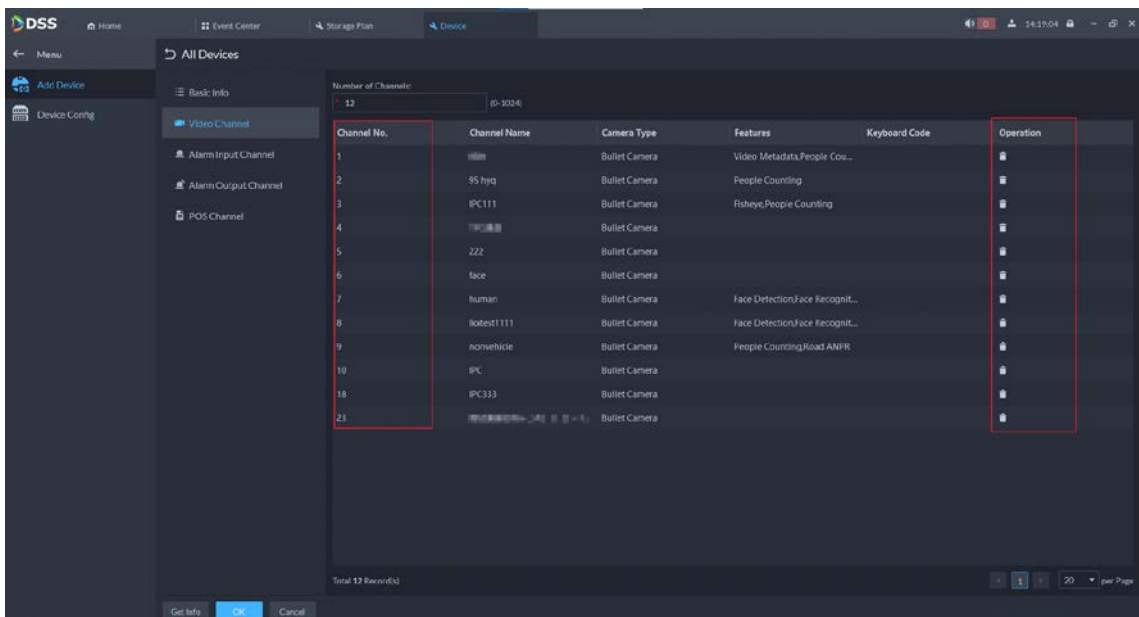 DSS Home Event Center Storage Plan Device 0 14:19:04
Menu All Devices
Add Device
Device Config
Basic Info
Video Channel
Alarm Input Channel
Alarm Output Channel
POS Channel
Number of Channels:
* 12 (0-1024)
Channel No. Channel Name Camera Type Features Keyboard Code Operation
1 Bullet Camera Video Metadata,People Cou...
2 95 hyq Bullet Camera People Counting
3 IPC111 Bullet Camera Fisheye,People Counting
4 Bullet Camera
5 222 Bullet Camera
6 face Bullet Camera
7 human Bullet Camera Face Detection,Face Recognit...
8 Bullet Camera Face Detection,Face Recognit...
9 nonvehicle Bullet Camera People Counting,Road ANPR
10 IPC Bullet Camera
18 IPC333 Bullet Camera
23 Bullet Camera
Total 12 Record(s) 1 20 per Page
Get Info OK Cancel